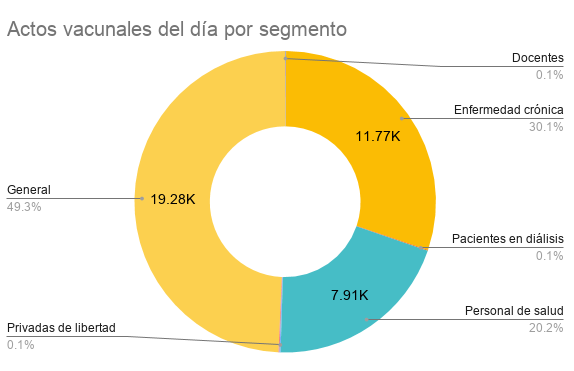 Actos vacunales del día por segmento
Docentes
0.1%
Enfermedad crónica
30.1%
11.77K
General
49.3%
19.28K
Pacientes en diálisis
0.1%
7.91K
Personal de salud
20.2%
Privadas de libertad
0.1%